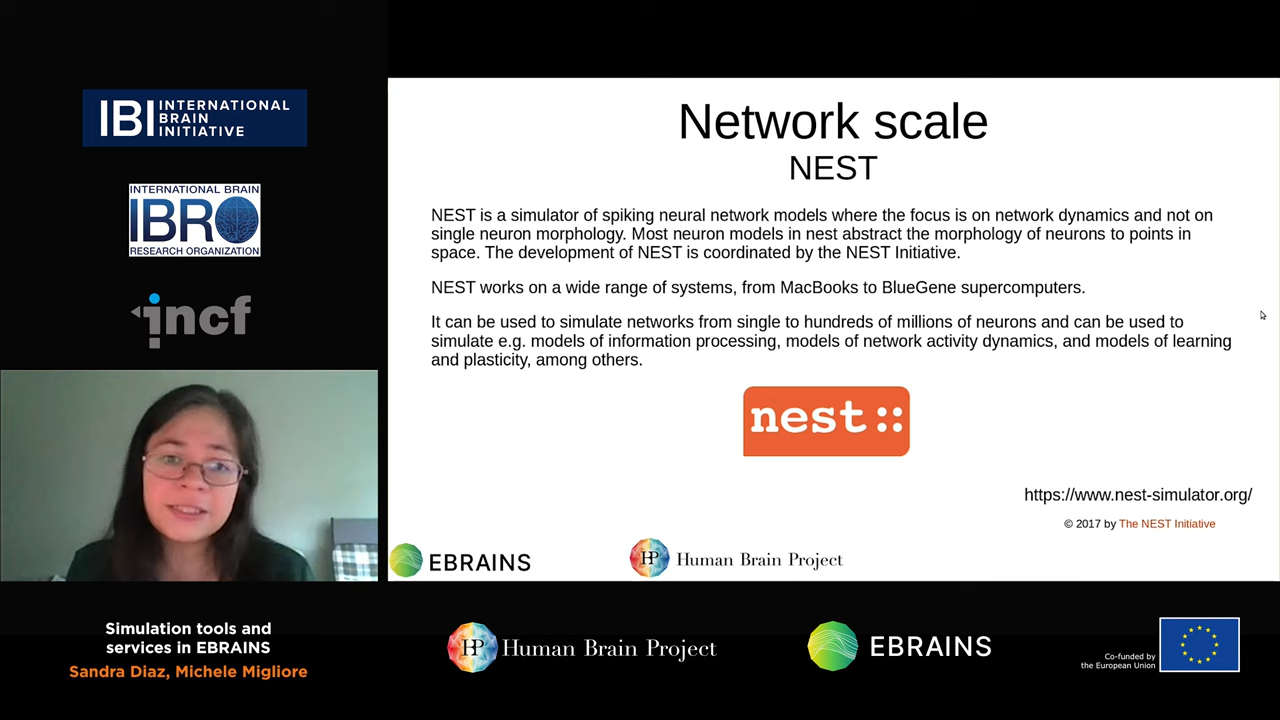 IBI INTERNATIONAL
BRAIN
INITIATIVE
INTERNATIONAL BRAIN
IBRO
RESEARCH ORGANIZATION
incf
Network scale
NEST
NEST is a simulator of spiking neural network models where the focus is on network dynamics and not on
single neuron morphology. Most neuron models in nest abstract the morphology of neurons to points in
space. The development of NEST is coordinated by the NEST Initiative.
NEST works on a wide range of systems, from MacBooks to BlueGene supercomputers.
It can be used to simulate networks from single to hundreds of millions of neurons and can be used to
simulate e.g. models of information processing, models of network activity dynamics, and models of learning
and plasticity, among others.
nest::
https://www.nest-simulator.org/
© 2017 by The NEST Initiative
EBRAINS
HP Human Brain Project
Simulation tools and
services in EBRAINS
Sandra Diaz, Michele Migliore
HP Human Brain Project
EBRAINS
Co-funded by
the European Union